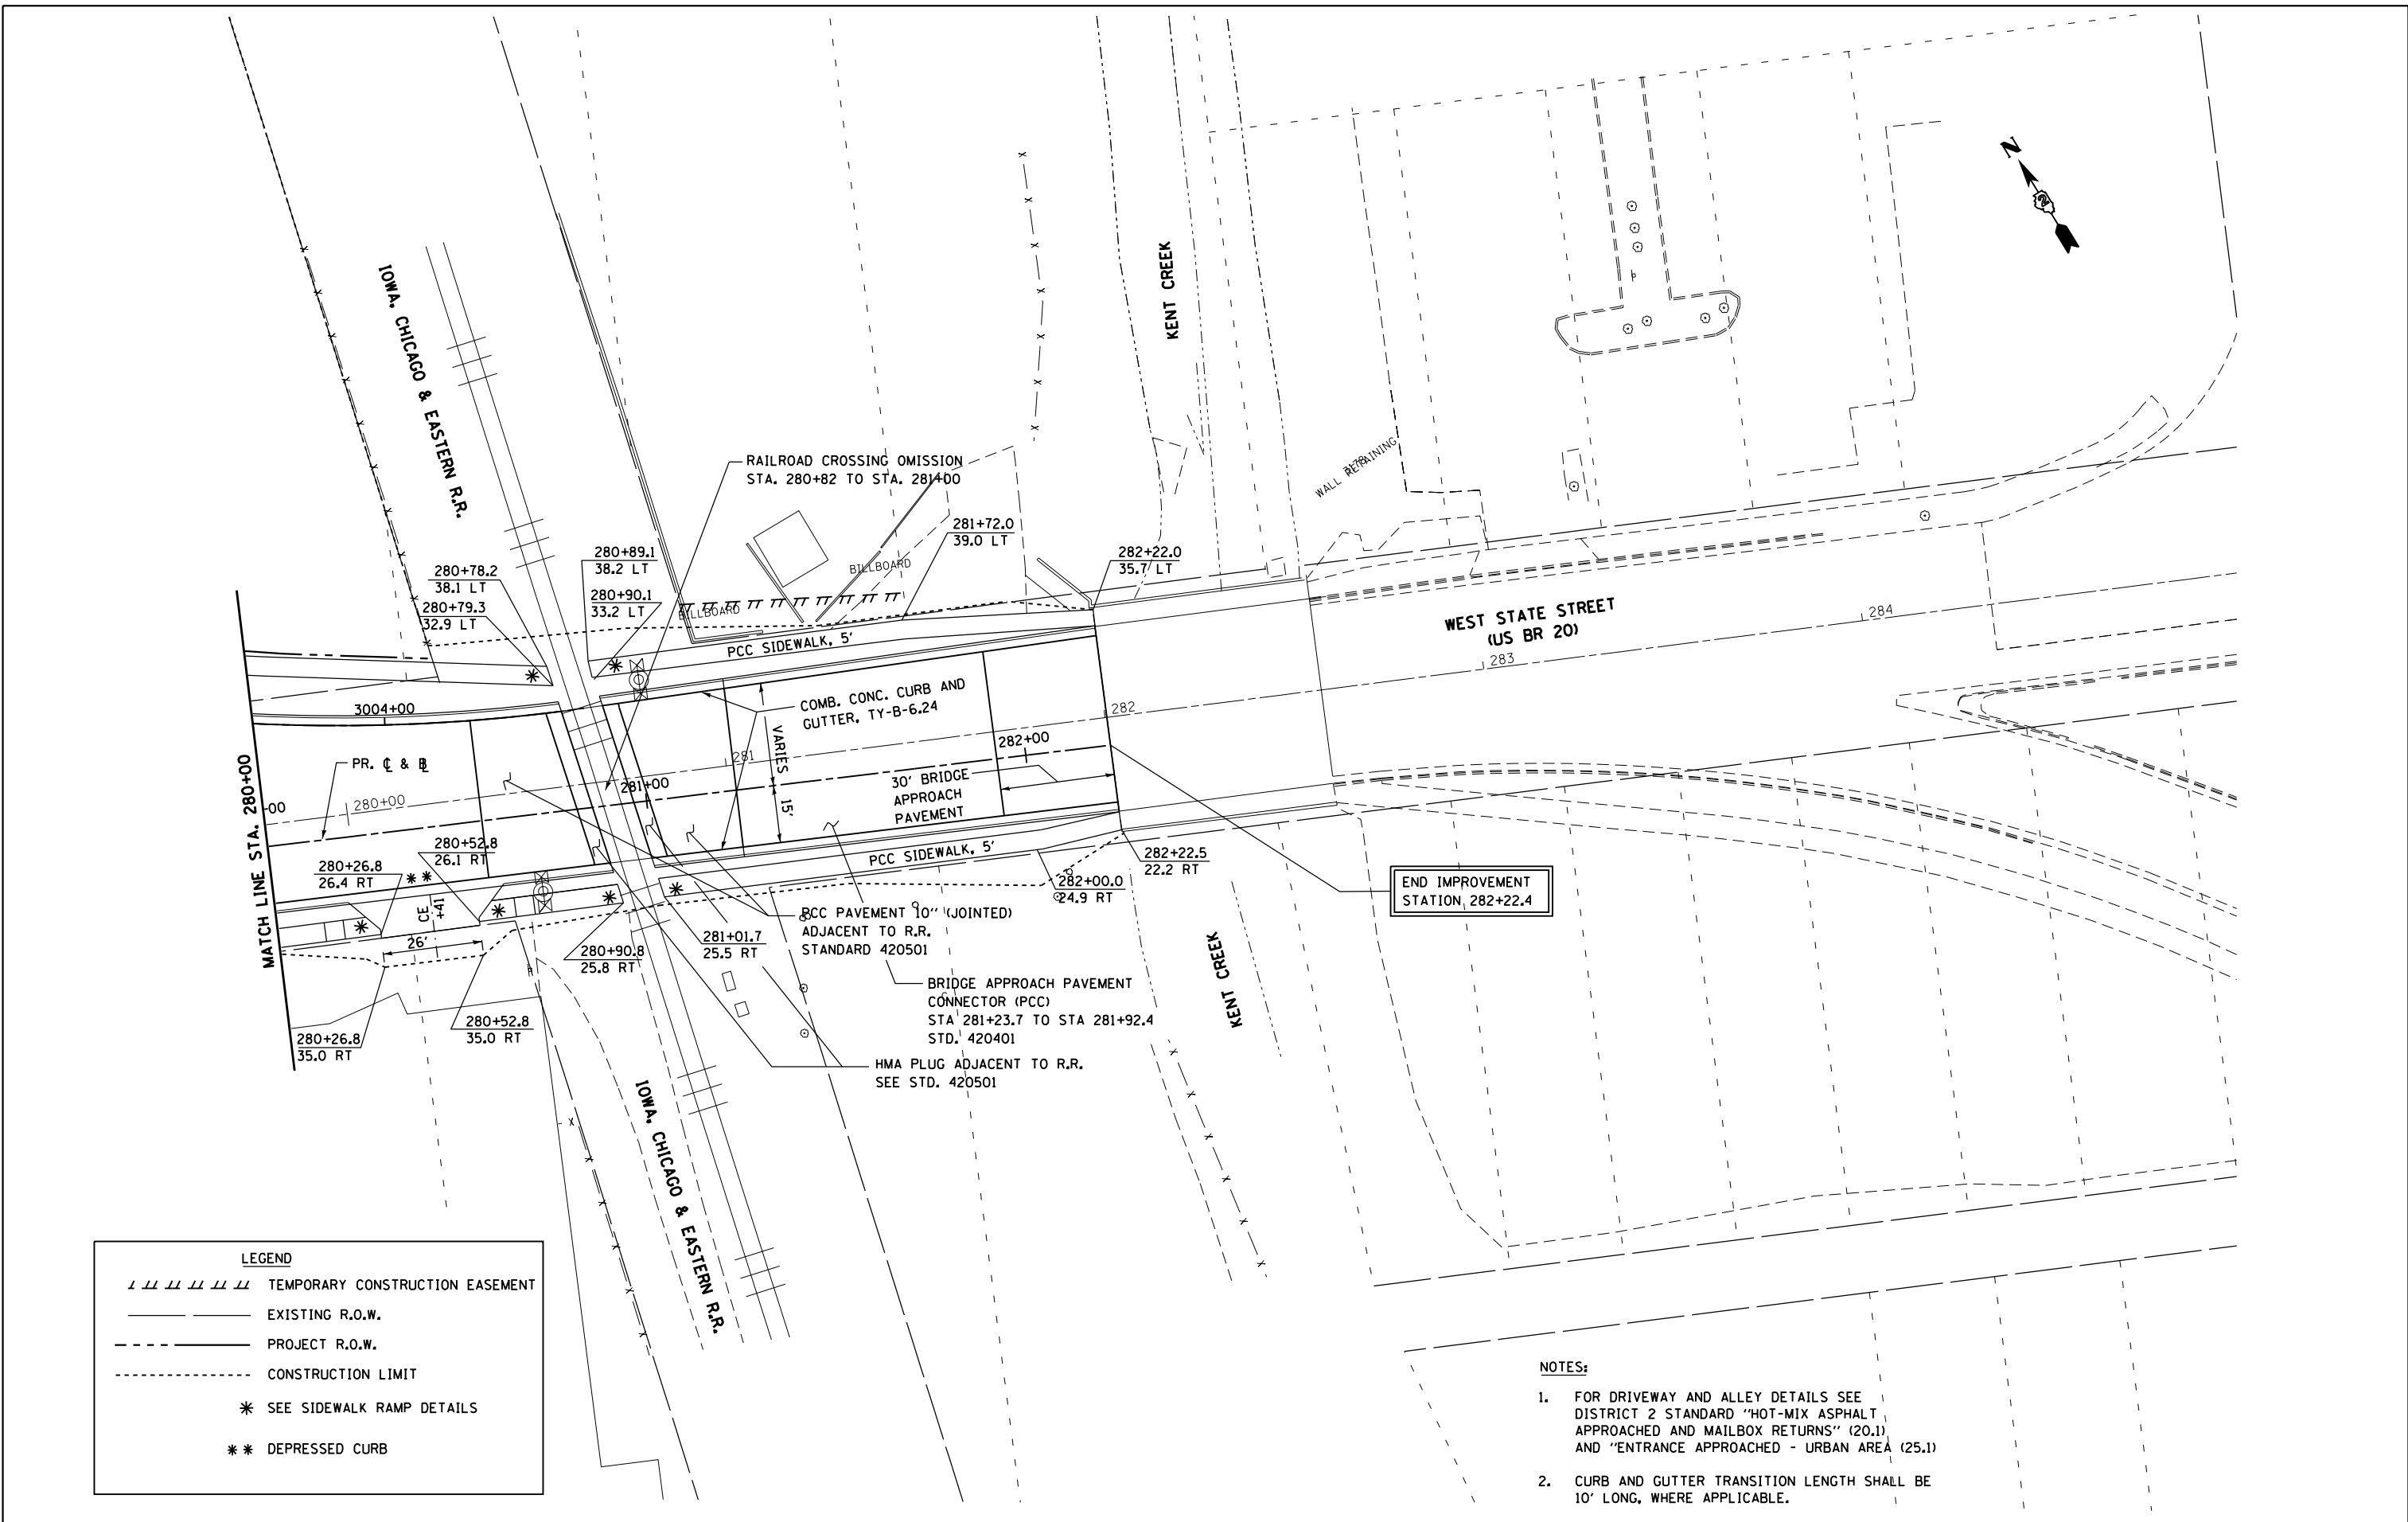 N
2
KENT CREEK
IOWA, CHICAGO & EASTERN R.R.
RAILROAD CROSSING OMISSION
STA. 280+82 TO STA. 281+00
WALL RETAINING
281+72.0
39.0 LT
282+22.0
35.7 LT
280+89.1
38.2 LT
280+78.2
38.1 LT
280+90.1
33.2 LT
280+79.3
32.9 LT
BILLBOARD
BILLBOARD
PCC SIDEWALK, 5'
WEST STATE STREET
(US BR 20)
284
283
282
281
COMB. CONC. CURB AND
GUTTER, TY-B-6.24
3004+00
VARIES
15'
282+00
281+00
280+00
-00
PR. ℄ & B
30' BRIDGE
APPROACH
PAVEMENT
MATCH LINE STA. 280+00
280+52.8
26.1 RT
280+26.8
26.4 RT
**
CE
+41
26'
PCC SIDEWALK, 5'
282+22.5
22.2 RT
282+00.0
24.9 RT
END IMPROVEMENT
STATION 282+22.4
PCC PAVEMENT 10" (JOINTED)
ADJACENT TO R.R.
STANDARD 420501
281+01.7
25.5 RT
280+90.8
25.8 RT
BRIDGE APPROACH PAVEMENT
CONNECTOR (PCC)
STA 281+23.7 TO STA 281+92.4
STD. 420401
280+52.8
35.0 RT
280+26.8
35.0 RT
HMA PLUG ADJACENT TO R.R.
SEE STD. 420501
KENT CREEK
IOWA, CHICAGO & EASTERN R.R.
LEGEND
TEMPORARY CONSTRUCTION EASEMENT
EXISTING R.O.W.
PROJECT R.O.W.
CONSTRUCTION LIMIT
* SEE SIDEWALK RAMP DETAILS
** DEPRESSED CURB
NOTES:
1. FOR DRIVEWAY AND ALLEY DETAILS SEE
DISTRICT 2 STANDARD "HOT-MIX ASPHALT
APPROACHED AND MAILBOX RETURNS" (20.1)
AND "ENTRANCE APPROACHED - URBAN AREA (25.1)
2. CURB AND GUTTER TRANSITION LENGTH SHALL BE
10' LONG, WHERE APPLICABLE.